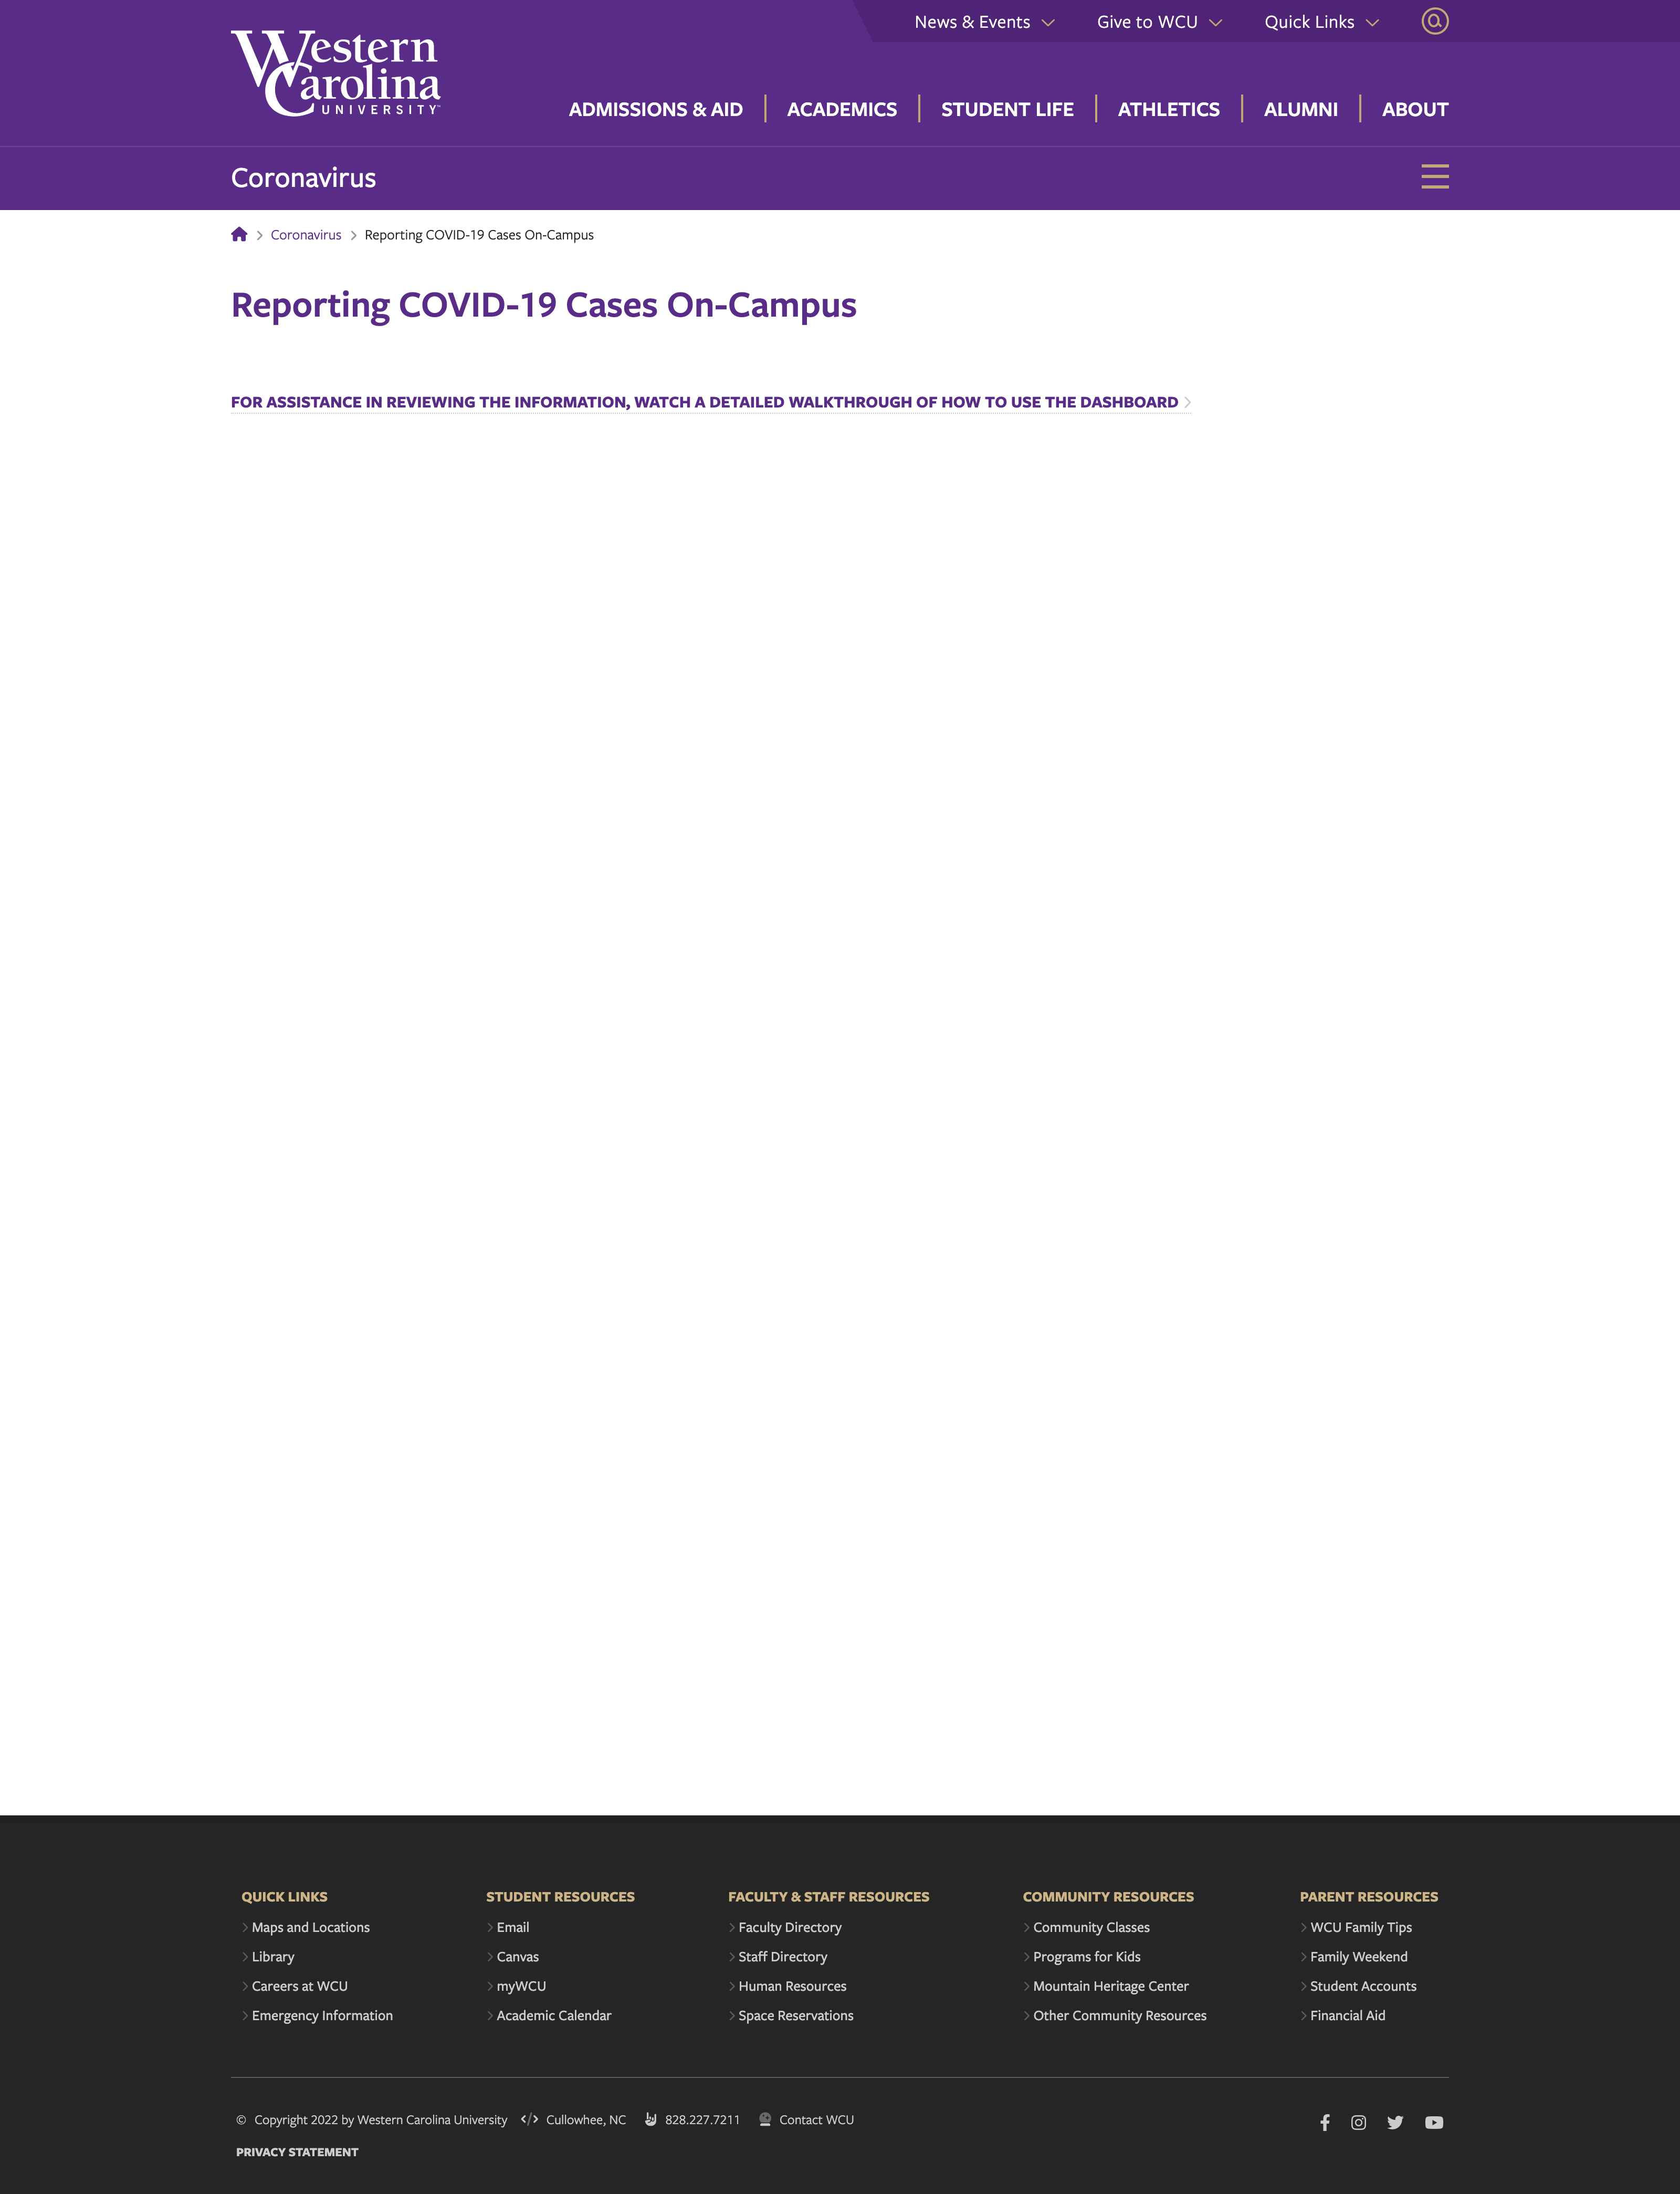 News & Events
Give to WCU
Quick Links
Western
Carolina
UNIVERSITY
ADMISSIONS & AID
ACADEMICS
STUDENT LIFE
ATHLETICS
ALUMNI
ABOUT
Coronavirus
Coronavirus
Reporting COVID-19 Cases On-Campus
Reporting COVID-19 Cases On-Campus
FOR ASSISTANCE IN REVIEWING THE INFORMATION, WATCH A DETAILED WALKTHROUGH OF HOW TO USE THE DASHBOARD
QUICK LINKS
Maps and Locations
Library
Careers at WCU
Emergency Information
STUDENT RESOURCES
Email
Canvas
myWCU
Academic Calendar
FACULTY & STAFF RESOURCES
Faculty Directory
Staff Directory
Human Resources
Space Reservations
COMMUNITY RESOURCES
Community Classes
Programs for Kids
Mountain Heritage Center
Other Community Resources
PARENT RESOURCES
WCU Family Tips
Family Weekend
Student Accounts
Financial Aid
© Copyright 2022 by Western Carolina University
Cullowhee, NC
828.227.7211
Contact WCU
PRIVACY STATEMENT